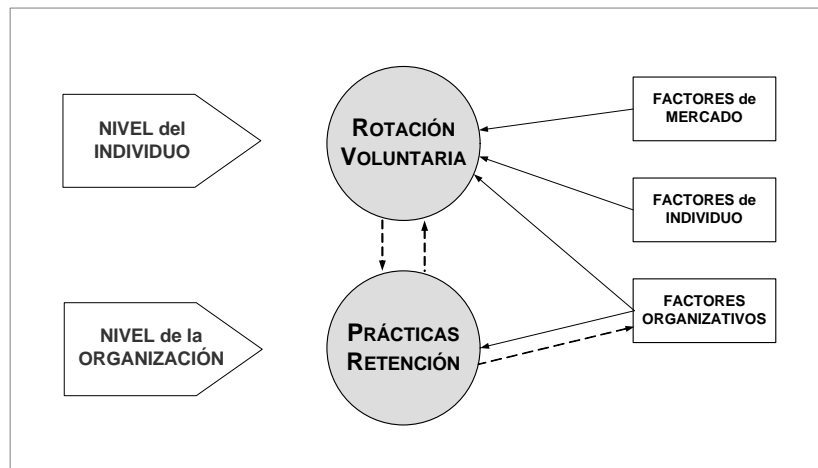 NIVEL del
INDIVIDUO
ROTACIÓN
VOLUNTARIA
FACTORES de
MERCADO
FACTORES de
INDIVIDUO
NIVEL de la
ORGANIZACIÓN
PRÁCTICAS
RETENCIÓN
FACTORES
ORGANIZATIVOS